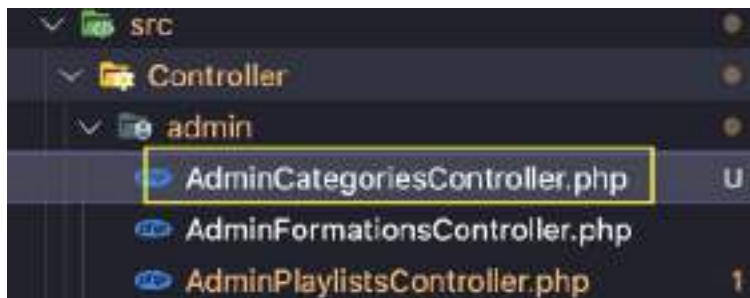 src
Controller
admin
AdminCategoriesController.php U
AdminFormationsController.php
AdminPlaylistsController.php 1